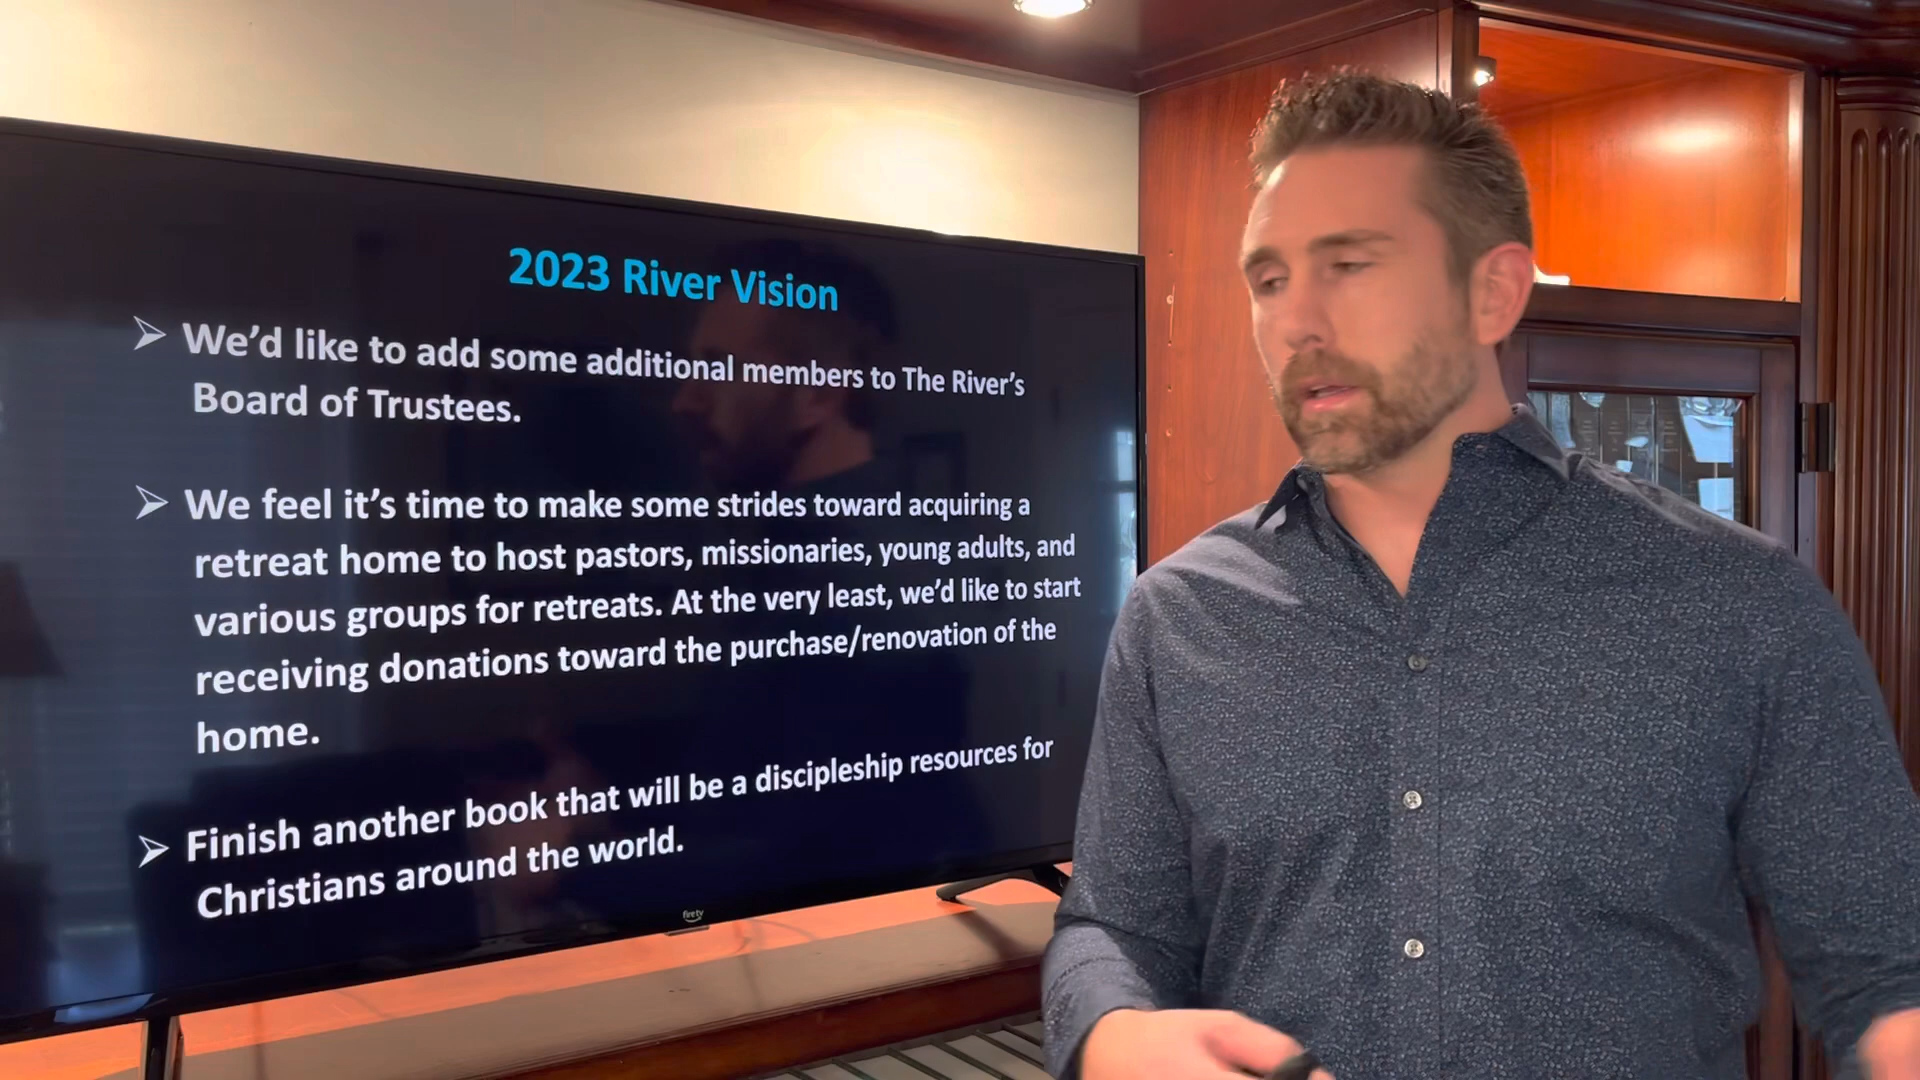 2023 River Vision
We'd like to add some additional members to The River's
Board of Trustees.
We feel it's time to make some strides toward acquiring a
retreat home to host pastors, missionaries, young adults, and
various groups for retreats. At the very least, we'd like to start
receiving donations toward the purchase/renovation of the
home.
Finish another book that will be a discipleship resources for
Christians around the world.
firetv